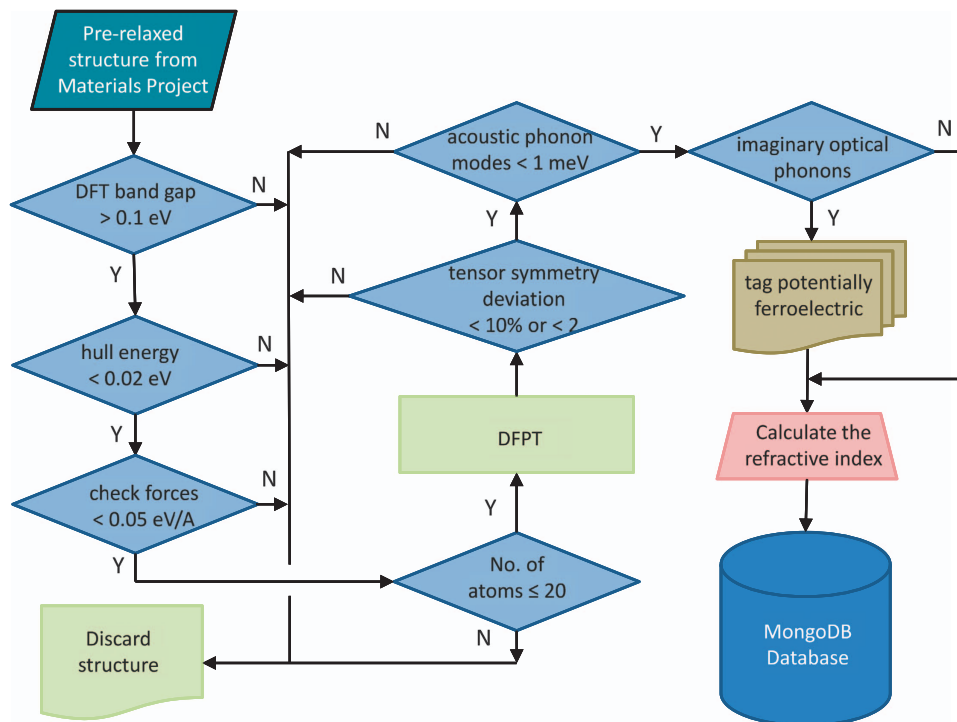 Pre-relaxed
structure from
Materials Project
DFT band gap
> 0.1 eV
N
Y
hull energy
< 0.02 eV
N
Y
check forces
< 0.05 eV/A
N
Y
Discard
structure
No. of
atoms ≤ 20
N
Y
DFPT
tensor symmetry
deviation
< 10% or < 2
N
Y
acoustic phonon
modes < 1 meV
N
Y
imaginary optical
phonons
N
Y
tag potentially
ferroelectric
Calculate the
refractive index
MongoDB
Database